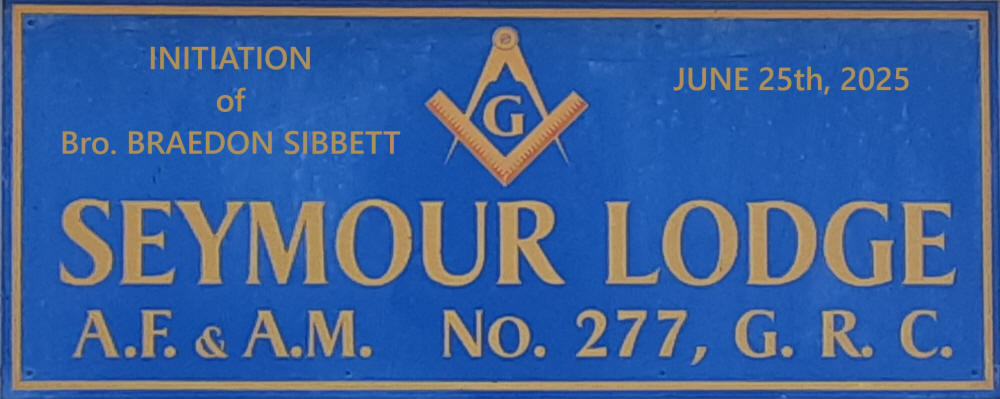 INITIATION
of
Bro. BRAEDON SIBBETT
JUNE 25th, 2025
G
SEYMOUR LODGE
A.F. & A.M. No. 277, G. R. C.